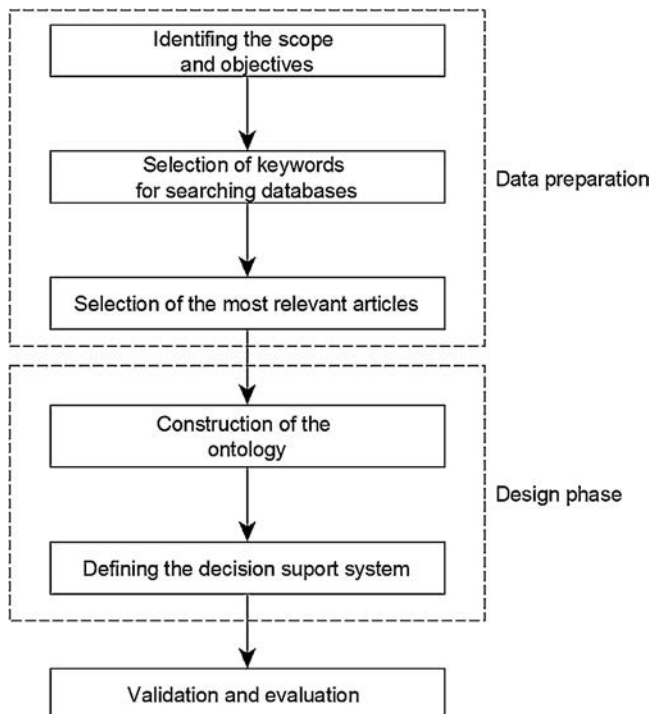 Identifing the scope
and objectives
Selection of keywords
for searching databases
Data preparation
Selection of the most relevant articles
Construction of the
ontology
Design phase
Defining the decision suport system
Validation and evaluation